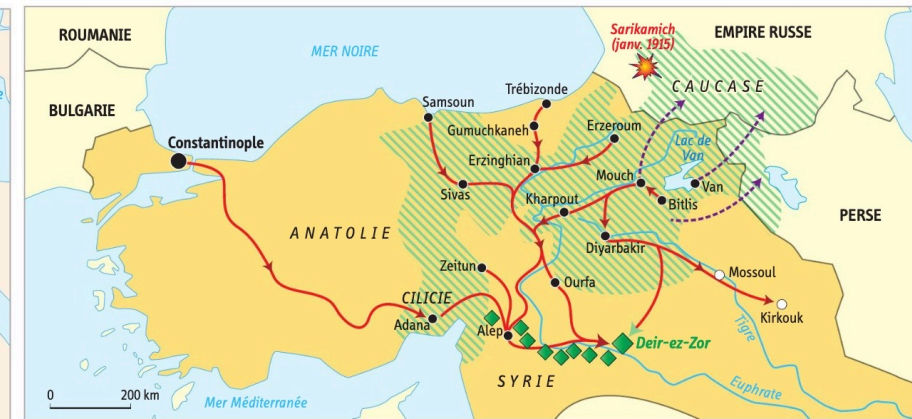 ROUMANIE
MER NOIRE
Sarikamich
(janv. 1915)
EMPIRE RUSSE
CAUCASE
BULGARIE
Constantinople
Samsoun
Trébizonde
Gumuchkaneh
Erzeroum
Lac de
Van
Erzinghian
Mouch
Van
Sivas
Kharpout
Bitlis
PERSE
ANATOLIE
Diyarbakir
Zeitun
Ourfa
Mossoul
CILICIE
Kirkouk
Adana
Alep
Deir-ez-Zor
Tigre
SYRIE
Euphrate
0 200 km
Mer Méditerranée